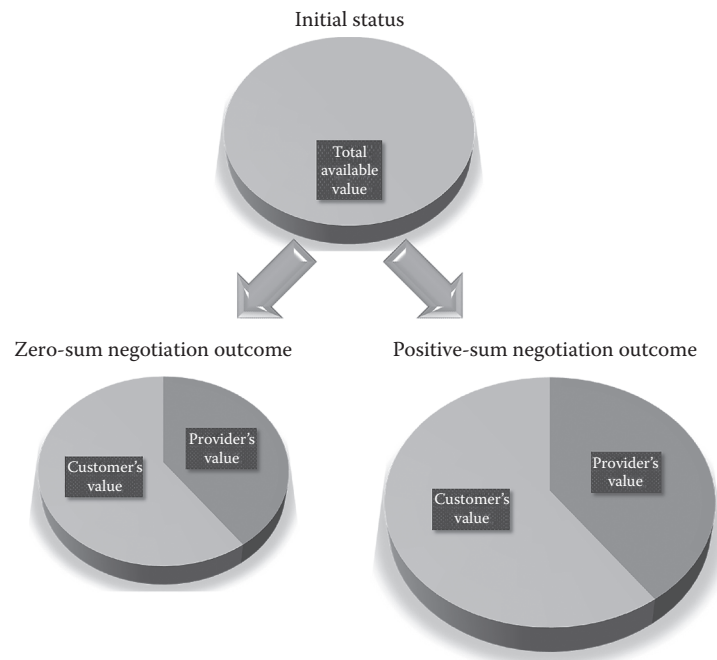 Initial status
Total
available
value
Zero-sum negotiation outcome
Customer’s
value
Provider’s
value
Positive-sum negotiation outcome
Customer’s
value
Provider’s
value